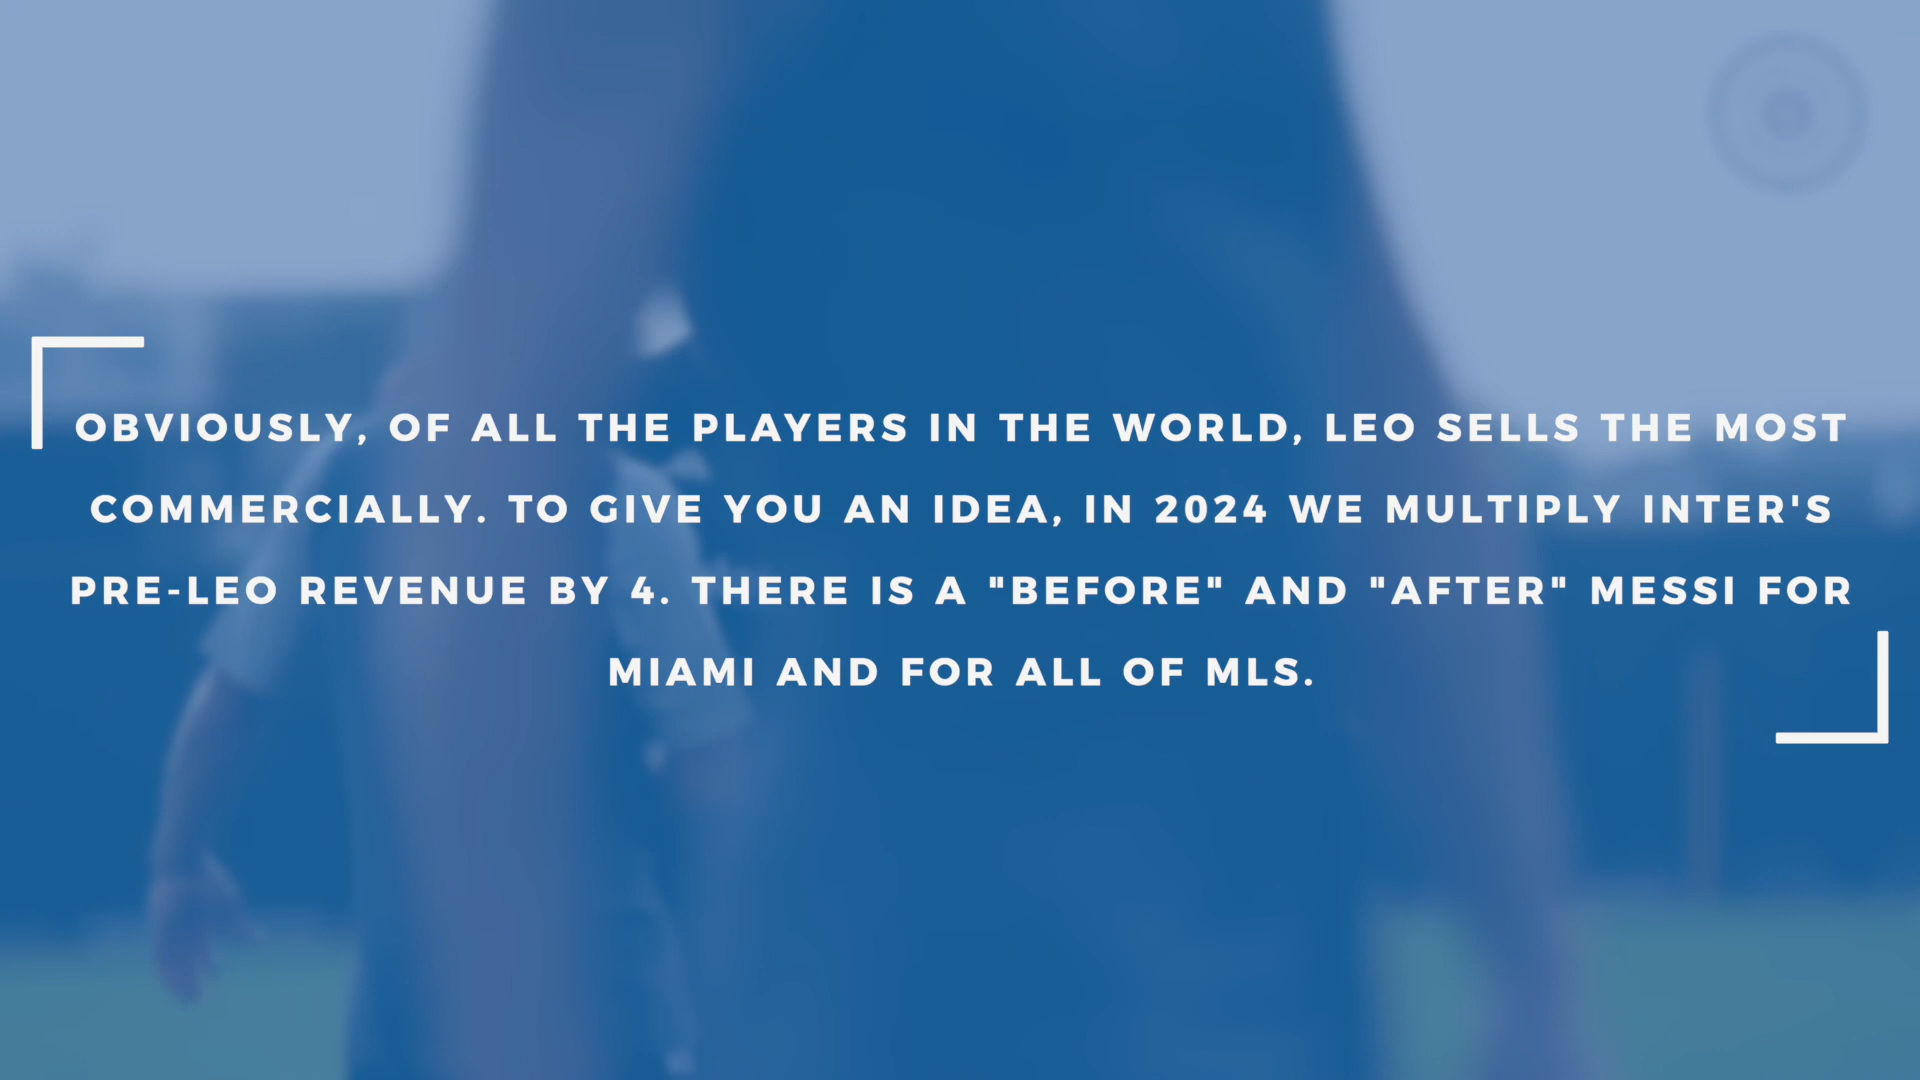 OBVIOUSLY, OF ALL THE PLAYERS IN THE WORLD, LEO SELLS THE MOST
COMMERCIALLY. TO GIVE YOU AN IDEA, IN 2024 WE MULTIPLY INTER'S
PRE-LEO REVENUE BY 4. THERE IS A "BEFORE" AND "AFTER" MESSI FOR
MIAMI AND FOR ALL OF MLS.